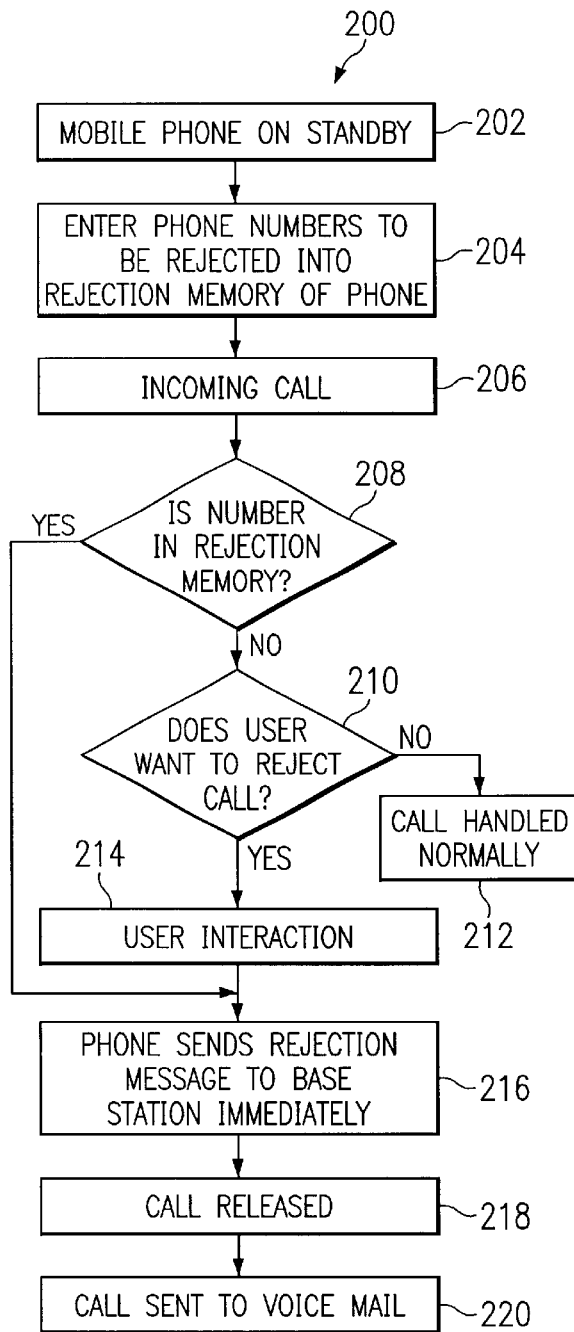 200
MOBILE PHONE ON STANDBY
202
ENTER PHONE NUMBERS TO
BE REJECTED INTO
REJECTION MEMORY OF PHONE
204
INCOMING CALL
206
208
YES
IS NUMBER
IN REJECTION
MEMORY?
NO
210
DOES USER
WANT TO REJECT
CALL?
NO
CALL HANDLED
NORMALLY
212
YES
214
USER INTERACTION
PHONE SENDS REJECTION
MESSAGE TO BASE
STATION IMMEDIATELY
216
CALL RELEASED
218
CALL SENT TO VOICE MAIL
220